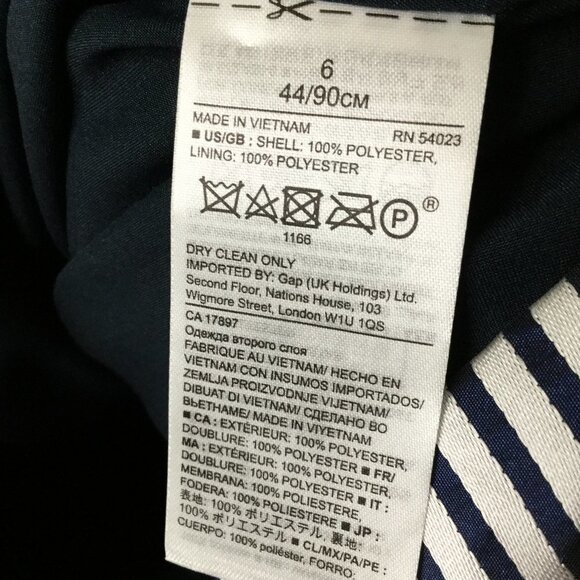 6
44/90CM
MADE IN VIETNAM RN 54023
■ US/GB : SHELL: 100% POLYESTER,
LINING: 100% POLYESTER
P ®
1166
DRY CLEAN ONLY
IMPORTED BY: Gap (UK Holdings) Ltd.
Second Floor, Nations House, 103
Wigmore Street, London W1U 1QS
CA 17897
Одежда второго слоя
FABRIQUE AU VIETNAM/ HECHO EN
VIETNAM CON INSUMOS IMPORTADOS/
ZEMLJA PROIZVODNJE VIJETNAM/
DIBUAT DI VIETNAM/ СДЕЛАНО ВО
ВЬЕТНАМЕ/ MADE IN VIYETNAM
■ CA : EXTÉRIEUR: 100% POLYESTER,
DOUBLURE: 100% POLYESTER ■ FR/
MA : EXTÉRIEUR: 100% POLYESTER,
DOUBLURE: 100% POLYESTER ■ IT :
MEMBRANA: 100% POLIESTERE,
FODERA: 100% POLIESTERE ■ JP :
表地: 100% ポリエステル, 裏地:
100% ポリエステル ■ CL/MX/PA/PE :
CUERPO: 100% poliéster, FORRO: